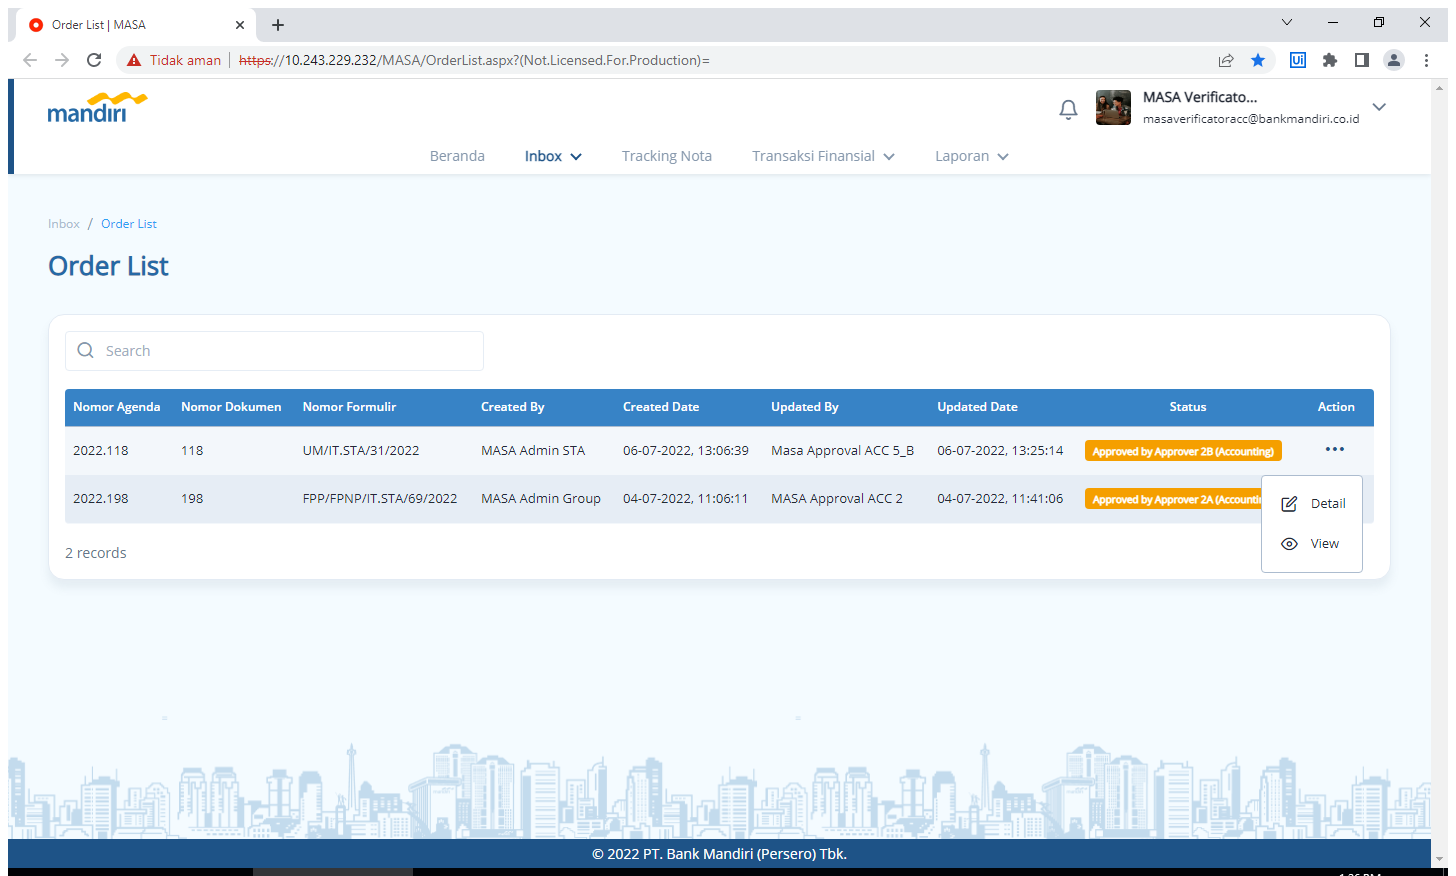 Order List | MASA
Tidak aman https://10.243.229.232/MASA/OrderList.aspx?(Not.Licensed.For.Production)=
Ui
mandiri
MASA Verificato...
masaverificatoracc@bankmandiri.co.id
Beranda Inbox Tracking Nota Transaksi Finansial Laporan
Inbox / Order List
Order List
Search
Nomor Agenda Nomor Dokumen Nomor Formulir Created By Created Date Updated By Updated Date Status Action
2022.118 118 UM/IT.STA/31/2022 MASA Admin STA 06-07-2022, 13:06:39 Masa Approval ACC 5_B 06-07-2022, 13:25:14 Approved by Approver 2B (Accounting)
2022.198 198 FPP/FPNP/IT.STA/69/2022 MASA Admin Group 04-07-2022, 11:06:11 MASA Approval ACC 2 04-07-2022, 11:41:06 Approved by Approver 2A
Detail
View
2 records
© 2022 PT. Bank Mandiri (Persero) Tbk.